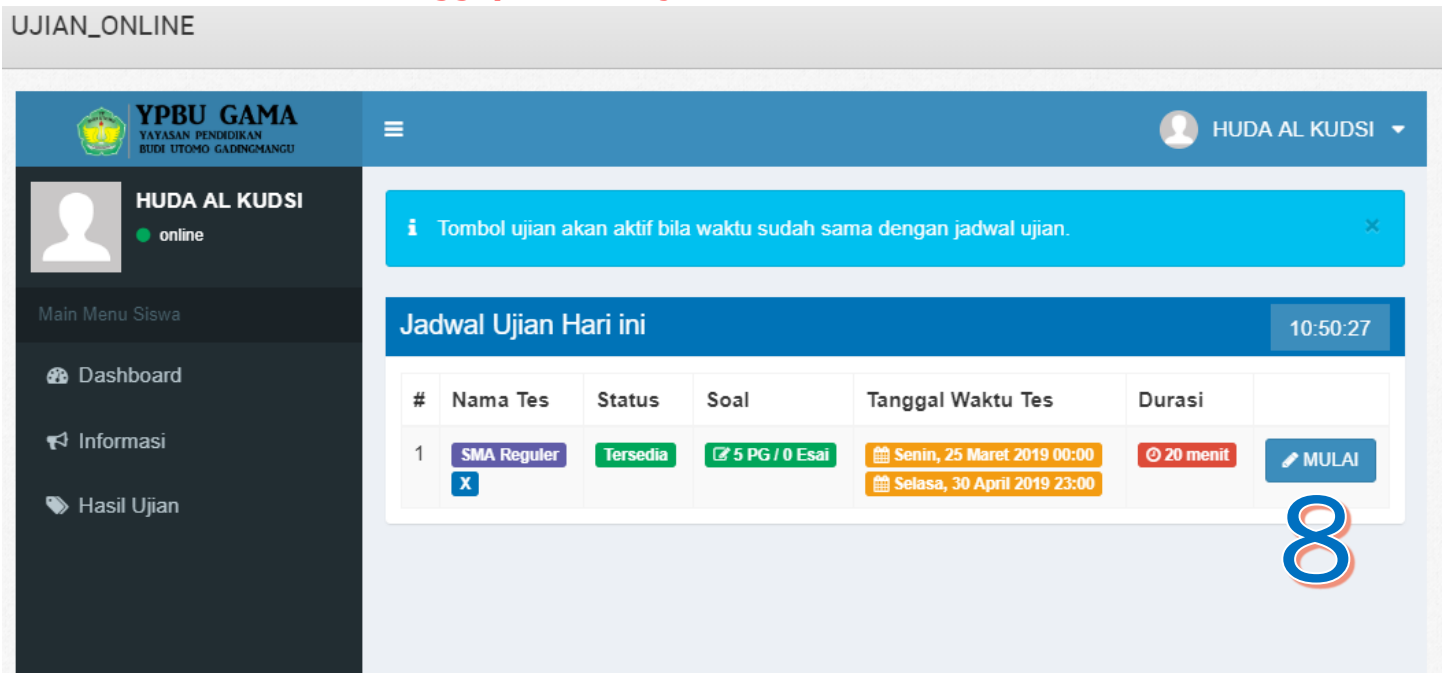 UJIAN_ONLINE
YPBU GAMA
YAYASAN PENDIDIKAN
BUDI UTOMO GADINGMANGU
HUDA AL KUDSI
HUDA AL KUDSI
online
Tombol ujian akan aktif bila waktu sudah sama dengan jadwal ujian.
Main Menu Siswa
Dashboard
Informasi
Hasil Ujian
Jadwal Ujian Hari ini 10:50:27
# Nama Tes Status Soal Tanggal Waktu Tes Durasi
1 SMA Reguler Tersedia 5 PG / 0 Esai Senin, 25 Maret 2019 00:00 20 menit MULAI
X Selasa, 30 April 2019 23:00
8